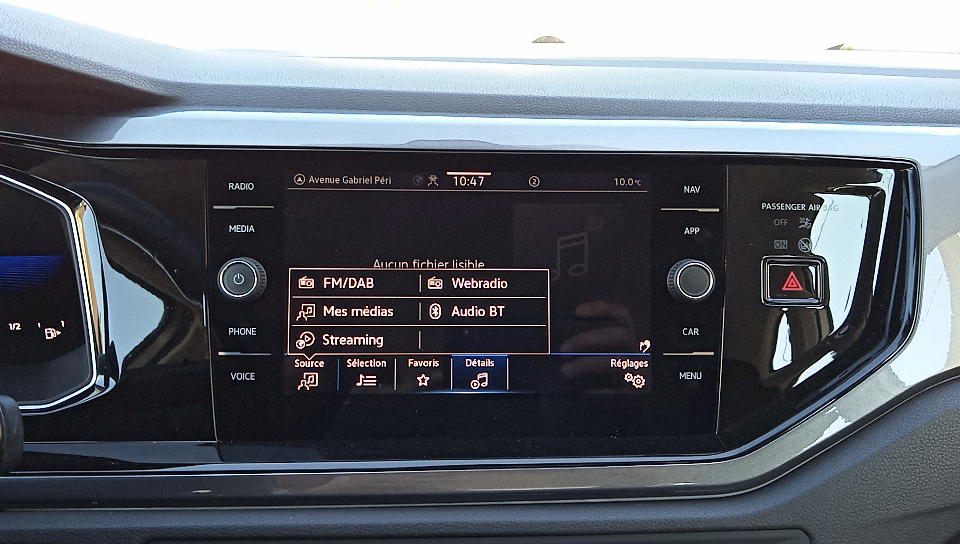 RADIO
MEDIA
PHONE
VOICE
1/2
Avenue Gabriel Péri
10:47
2
10.0°C
Aucun fichier lisible
FM/DAB
Webradio
Mes médias
Audio BT
Streaming
Source
Sélection
Favoris
Détails
Réglages
NAV
APP
CAR
MENU
PASSENGER AIRBAG
OFF
ON